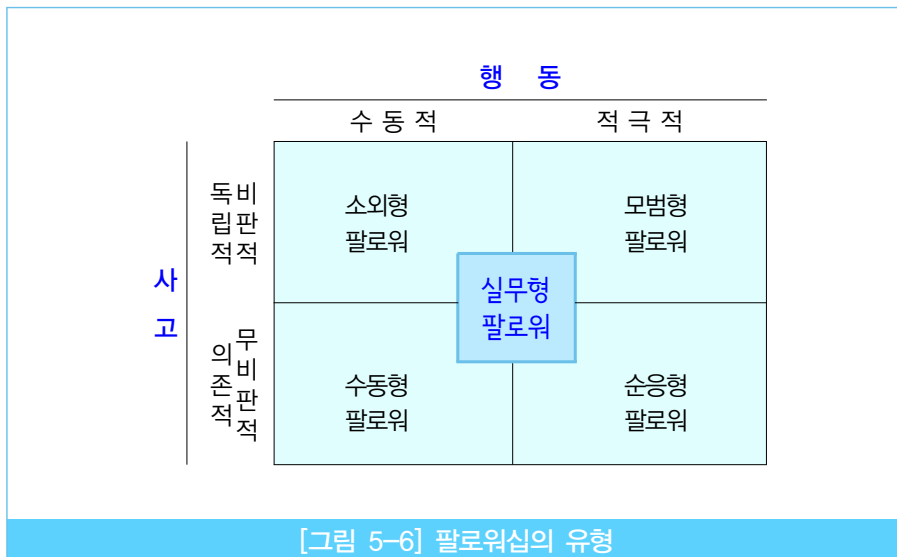 행 동
수 동 적 적 극 적
독립적 비판적
소외형
팔로워
모범형
팔로워
사고
실무형
팔로워
의존적 무비판적
수동형
팔로워
순응형
팔로워
[그림 5-6] 팔로워십의 유형